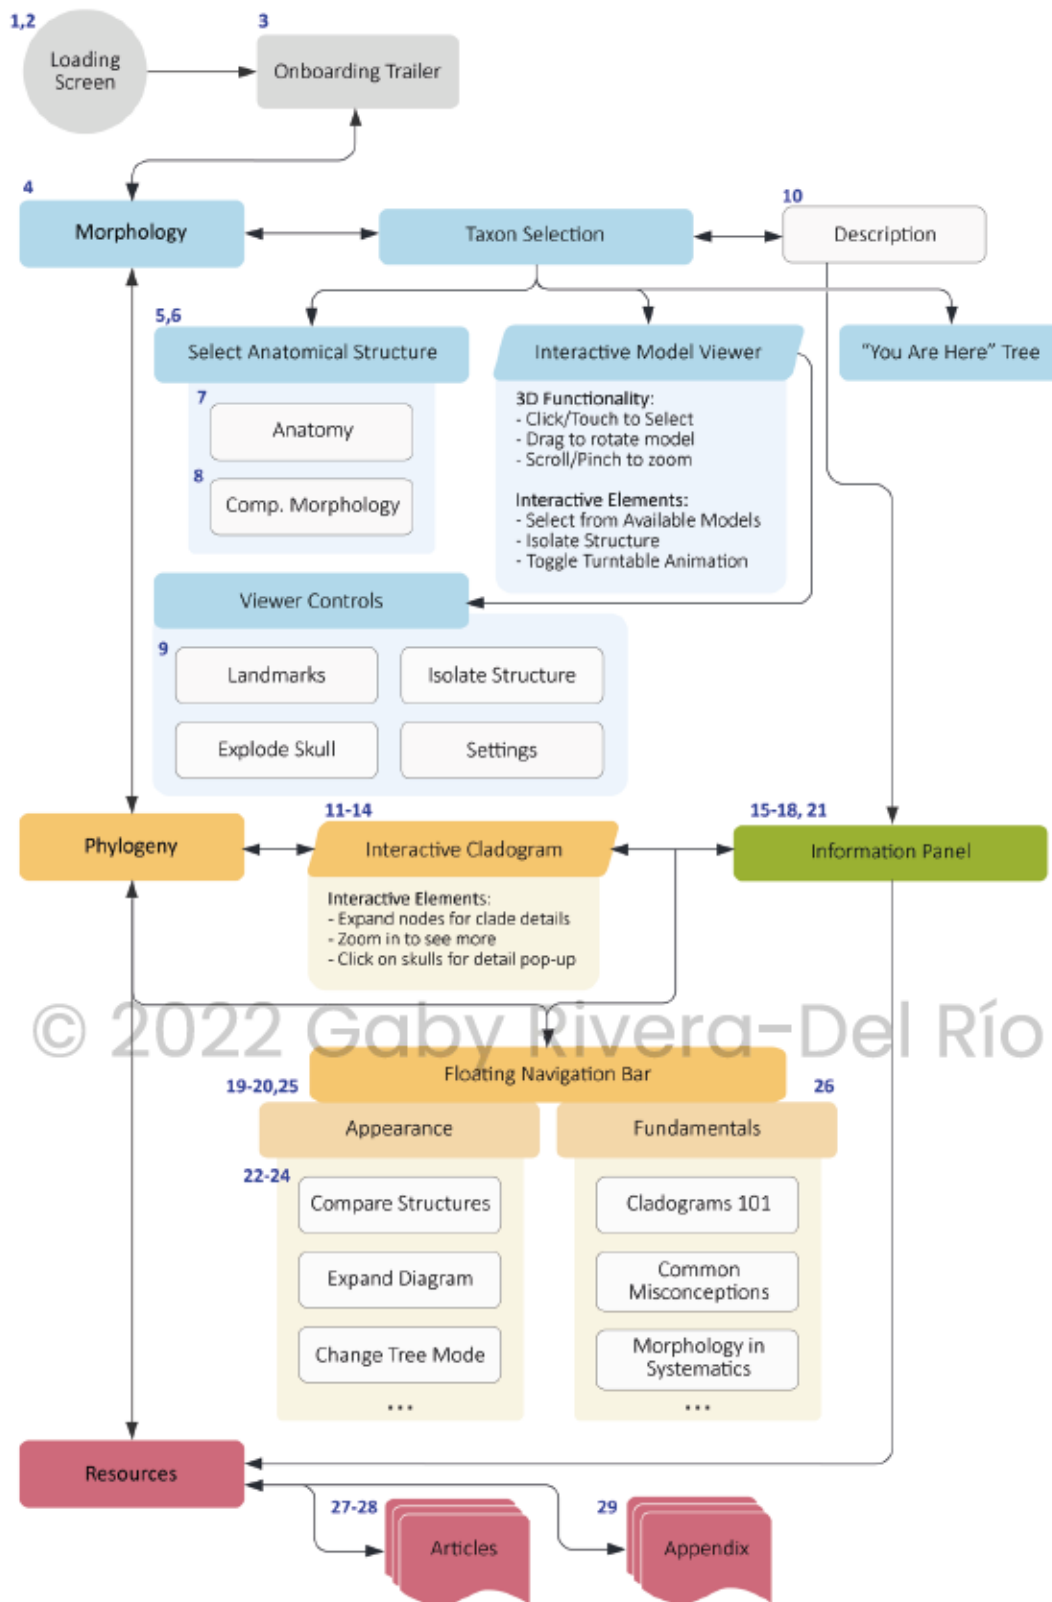 1,2
Loading
Screen
3
Onboarding Trailer
4
Morphology
Taxon Selection
10
Description
5,6
Select Anatomical Structure
Interactive Model Viewer
"You Are Here" Tree
7
Anatomy
8
Comp. Morphology
3D Functionality:
- Click/Touch to Select
- Drag to rotate model
- Scroll/Pinch to zoom
Interactive Elements:
- Select from Available Models
- Isolate Structure
- Toggle Turntable Animation
Viewer Controls
9
Landmarks
Isolate Structure
Explode Skull
Settings
Phylogeny
11-14
Interactive Cladogram
15-18, 21
Information Panel
Interactive Elements:
- Expand nodes for clade details
- Zoom in to see more
- Click on skulls for detail pop-up
© 2022 Gaby Rivera-Del Río
Floating Navigation Bar
19-20,25
Appearance
26
Fundamentals
22-24
Compare Structures
Expand Diagram
Change Tree Mode
...
Cladograms 101
Common
Misconceptions
Morphology in
Systematics
...
Resources
27-28
Articles
29
Appendix